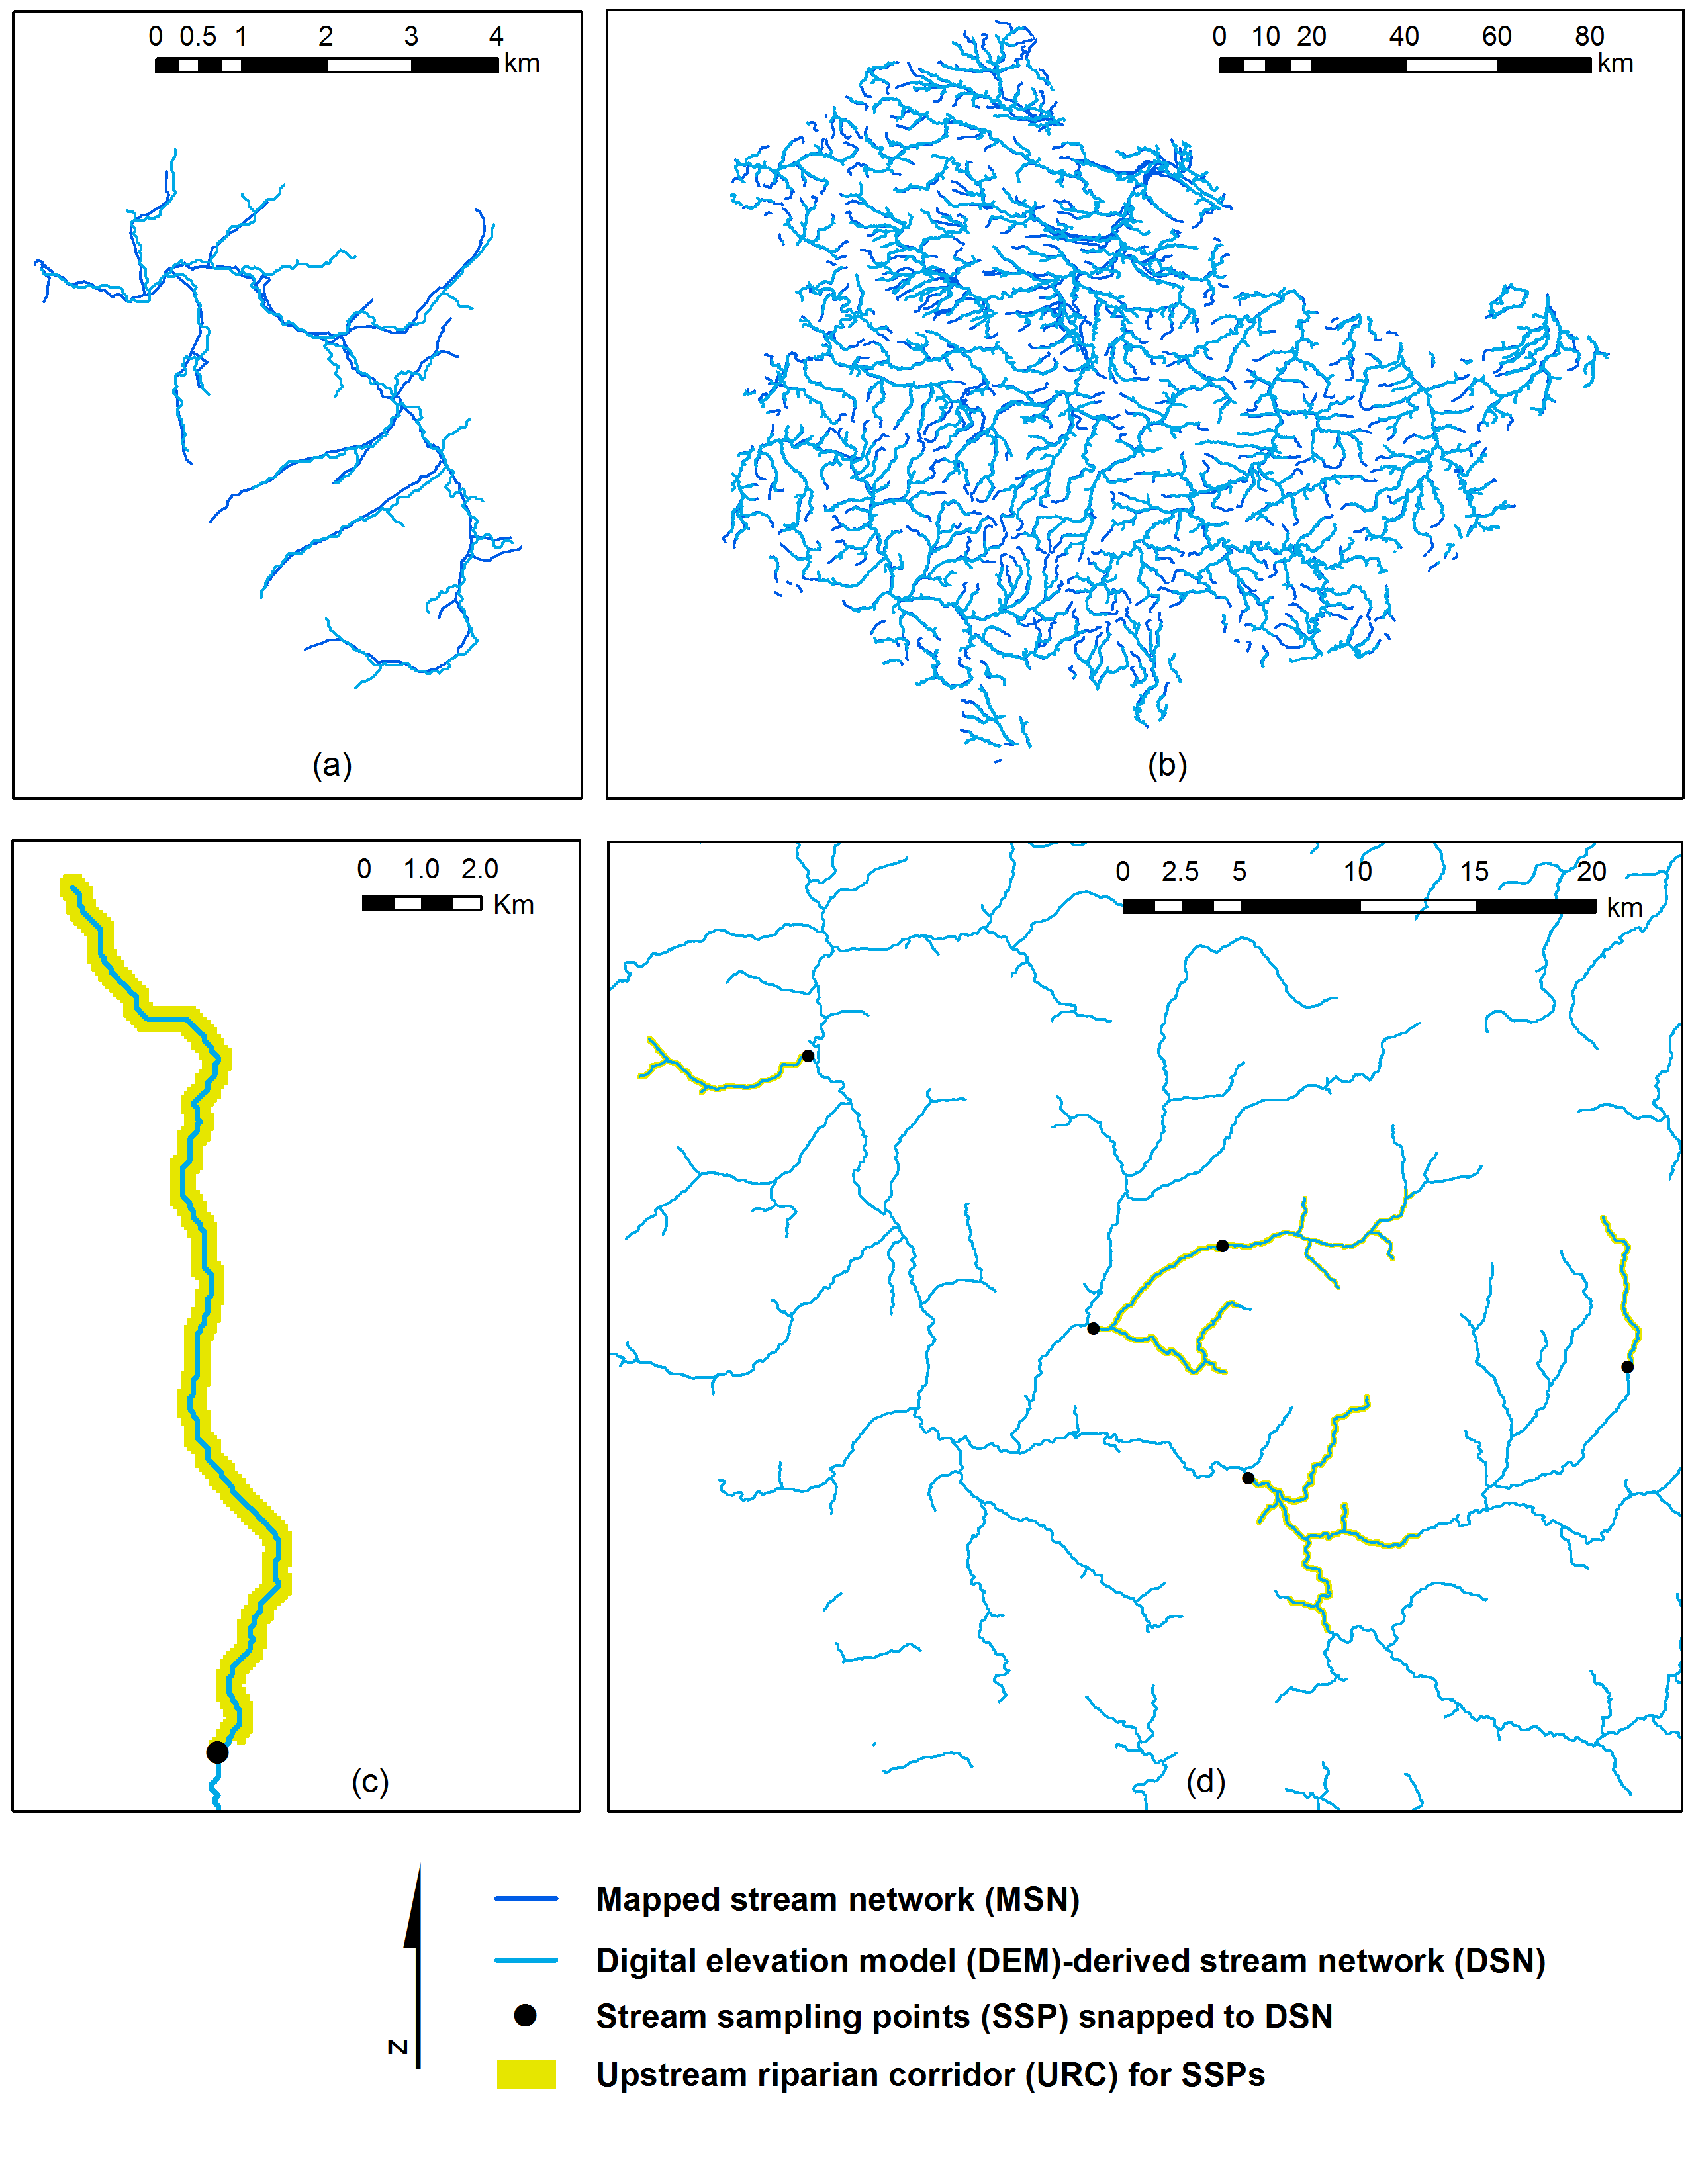 0 0.5 1 2 3 4
km
(a)
0 10 20 40 60 80
km
(b)
0 1.0 2.0
Km
(c)
0 2.5 5 10 15 20
km
(d)
N
Mapped stream network (MSN)
Digital elevation model (DEM)-derived stream network (DSN)
Stream sampling points (SSP) snapped to DSN
Upstream riparian corridor (URC) for SSPs